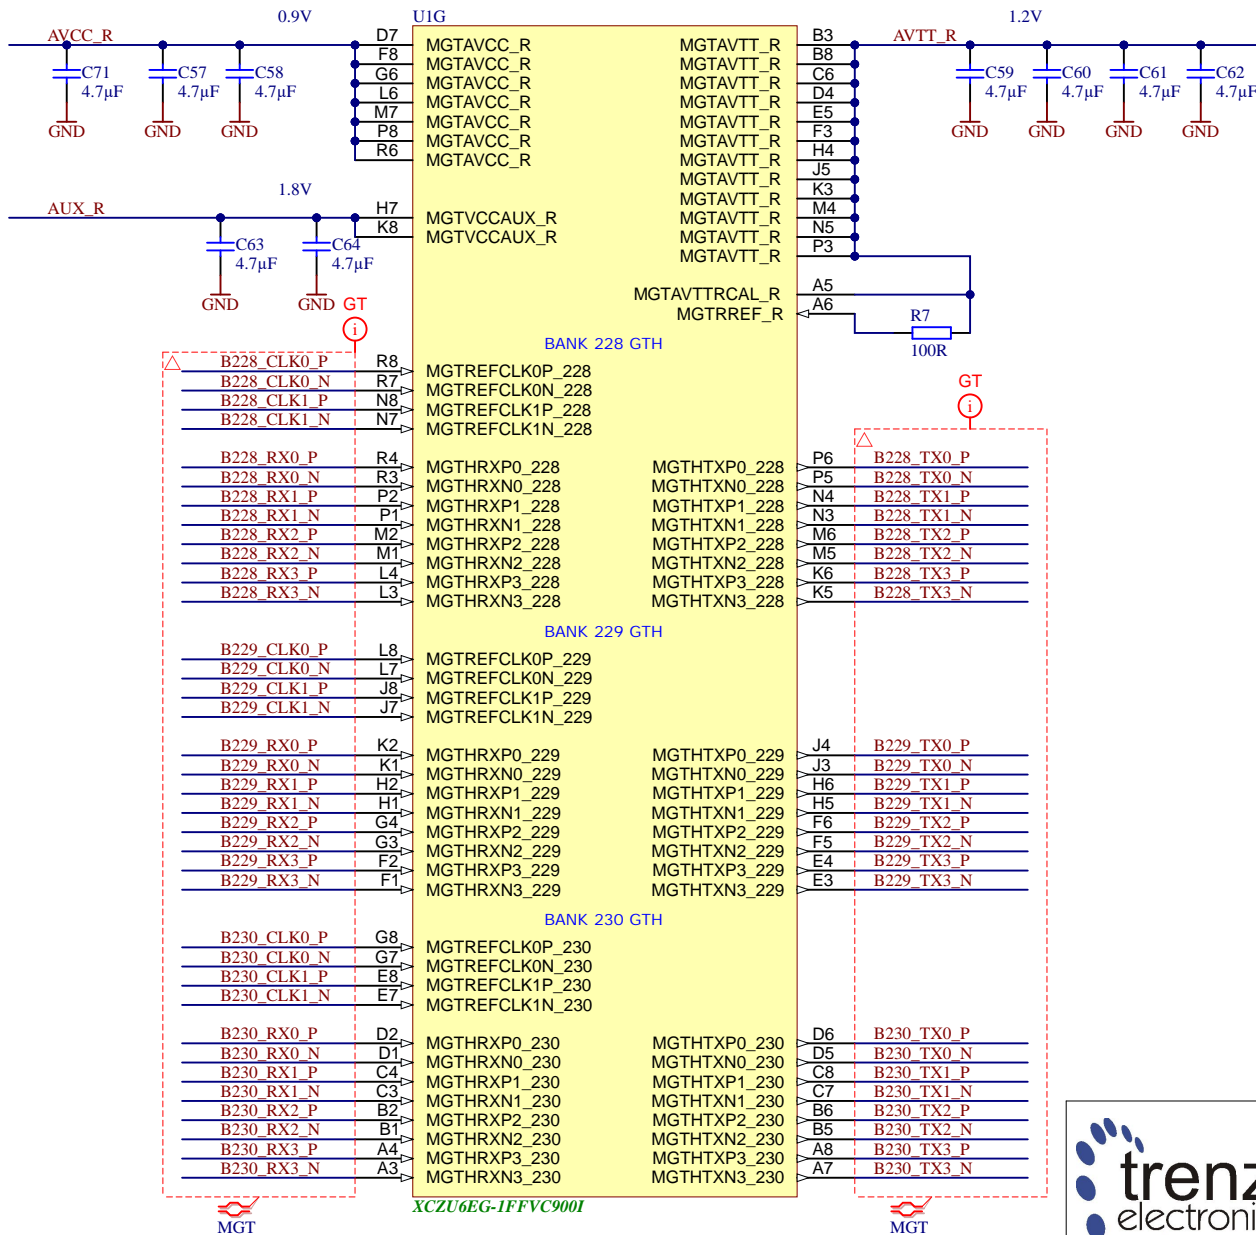 0.9V U1G 1.2V
AVCC_R D7 MGTAVCC_R MGTAVTT_R B3 AVTT_R
F8 MGTAVCC_R MGTAVTT_R B8
C71 4.7µF GND
C57 4.7µF GND
C58 4.7µF GND
G6 MGTAVCC_R MGTAVTT_R C6
L6 MGTAVCC_R MGTAVTT_R D4
M7 MGTAVCC_R MGTAVTT_R E5
P8 MGTAVCC_R MGTAVTT_R F3
R6 MGTAVCC_R MGTAVTT_R H4
C59 4.7µF GND
C60 4.7µF GND
C61 4.7µF GND
C62 4.7µF GND
MGTAVTT_R J5
MGTAVTT_R K3
1.8V
AUX_R H7 MGTVCCAUX_R MGTAVTT_R M4
K8 MGTVCCAUX_R MGTAVTT_R N5
MGTAVTT_R P3
C63 4.7µF GND
C64 4.7µF GND
MGTAVTTRCAL_R A5
MGTRREF_R A6
R7
100R
GT
i
BANK 228 GTH
B228_CLK0_P R8 MGTREFCLK0P_228
B228_CLK0_N R7 MGTREFCLK0N_228
B228_CLK1_P N8 MGTREFCLK1P_228
B228_CLK1_N N7 MGTREFCLK1N_228
GT
i
B228_RX0_P R4 MGTHRXP0_228 MGTHTXP0_228 P6 B228_TX0_P
B228_RX0_N R3 MGTHRXN0_228 MGTHTXN0_228 P5 B228_TX0_N
B228_RX1_P P2 MGTHRXP1_228 MGTHTXP1_228 N4 B228_TX1_P
B228_RX1_N P1 MGTHRXN1_228 MGTHTXN1_228 N3 B228_TX1_N
B228_RX2_P M2 MGTHRXP2_228 MGTHTXP2_228 M6 B228_TX2_P
B228_RX2_N M1 MGTHRXN2_228 MGTHTXN2_228 M5 B228_TX2_N
B228_RX3_P L4 MGTHRXP3_228 MGTHTXP3_228 K6 B228_TX3_P
B228_RX3_N L3 MGTHRXN3_228 MGTHTXN3_228 K5 B228_TX3_N
BANK 229 GTH
B229_CLK0_P L8 MGTREFCLK0P_229
B229_CLK0_N L7 MGTREFCLK0N_229
B229_CLK1_P J8 MGTREFCLK1P_229
B229_CLK1_N J7 MGTREFCLK1N_229
B229_RX0_P K2 MGTHRXP0_229 MGTHTXP0_229 J4 B229_TX0_P
B229_RX0_N K1 MGTHRXN0_229 MGTHTXN0_229 J3 B229_TX0_N
B229_RX1_P H2 MGTHRXP1_229 MGTHTXP1_229 H6 B229_TX1_P
B229_RX1_N H1 MGTHRXN1_229 MGTHTXN1_229 H5 B229_TX1_N
B229_RX2_P G4 MGTHRXP2_229 MGTHTXP2_229 F6 B229_TX2_P
B229_RX2_N G3 MGTHRXN2_229 MGTHTXN2_229 F5 B229_TX2_N
B229_RX3_P F2 MGTHRXP3_229 MGTHTXP3_229 E4 B229_TX3_P
B229_RX3_N F1 MGTHRXN3_229 MGTHTXN3_229 E3 B229_TX3_N
BANK 230 GTH
B230_CLK0_P G8 MGTREFCLK0P_230
B230_CLK0_N G7 MGTREFCLK0N_230
B230_CLK1_P E8 MGTREFCLK1P_230
B230_CLK1_N E7 MGTREFCLK1N_230
B230_RX0_P D2 MGTHRXP0_230 MGTHTXP0_230 D6 B230_TX0_P
B230_RX0_N D1 MGTHRXN0_230 MGTHTXN0_230 D5 B230_TX0_N
B230_RX1_P C4 MGTHRXP1_230 MGTHTXP1_230 C8 B230_TX1_P
B230_RX1_N C3 MGTHRXN1_230 MGTHTXN1_230 C7 B230_TX1_N
B230_RX2_P B2 MGTHRXP2_230 MGTHTXP2_230 B6 B230_TX2_P
B230_RX2_N B1 MGTHRXN2_230 MGTHTXN2_230 B5 B230_TX2_N
B230_RX3_P A4 MGTHRXP3_230 MGTHTXP3_230 A8 B230_TX3_P
B230_RX3_N A3 MGTHRXN3_230 MGTHTXN3_230 A7 B230_TX3_N
XCZU6EG-1FFVC900I
MGT MGT
trenz
electroni